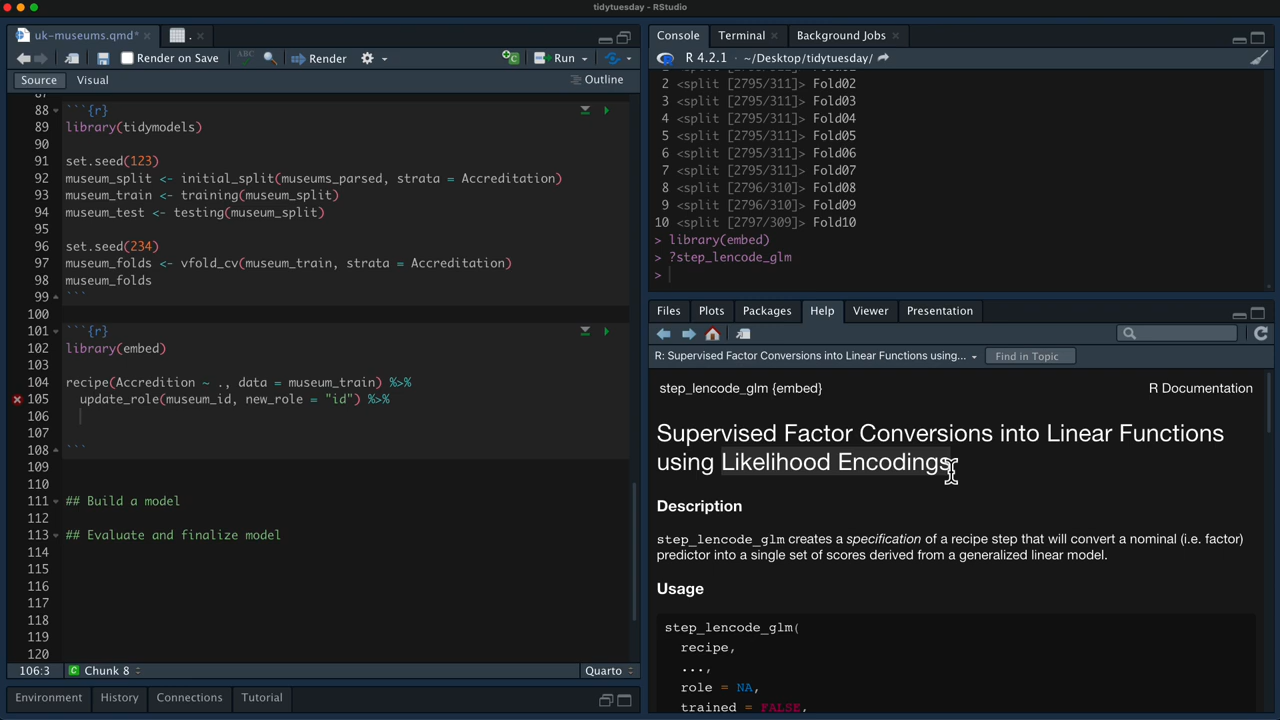 tidytuesday - RStudio
uk-museums.qmd*
.
Render on Save
ABC
Render
Run
Source
Visual
Outline
87
88 ```{r}
89 library(tidymodels)
90
91 set.seed(123)
92 museum_split <- initial_split(museums_parsed, strata = Accreditation)
93 museum_train <- training(museum_split)
94 museum_test <- testing(museum_split)
95
96 set.seed(234)
97 museum_folds <- vfold_cv(museum_train, strata = Accreditation)
98 museum_folds
99 ```
100
101 ```{r}
102 library(embed)
103
104 recipe(Accredition ~ ., data = museum_train) %>%
105 update_role(museum_id, new_role = "id") %>%
106
107
108 ```
109
110
111 ## Build a model
112
113 ## Evaluate and finalize model
114
115
116
117
118
119
120
106:3 C Chunk 8 Quarto
Environment History Connections Tutorial
Console Terminal Background Jobs
R 4.2.1 · ~/Desktop/tidytuesday/
2 <split [2795/311]> Fold02
3 <split [2795/311]> Fold03
4 <split [2795/311]> Fold04
5 <split [2795/311]> Fold05
6 <split [2795/311]> Fold06
7 <split [2795/311]> Fold07
8 <split [2796/310]> Fold08
9 <split [2796/310]> Fold09
10 <split [2797/309]> Fold10
> library(embed)
> ?step_lencode_glm
>
Files Plots Packages Help Viewer Presentation
R: Supervised Factor Conversions into Linear Functions using... Find in Topic
step_lencode_glm {embed} R Documentation
Supervised Factor Conversions into Linear Functions
using Likelihood Encodings
Description
step_lencode_glm creates a specification of a recipe step that will convert a nominal (i.e. factor)
predictor into a single set of scores derived from a generalized linear model.
Usage
step_lencode_glm(
recipe,
...,
role = NA,
trained = FALSE,